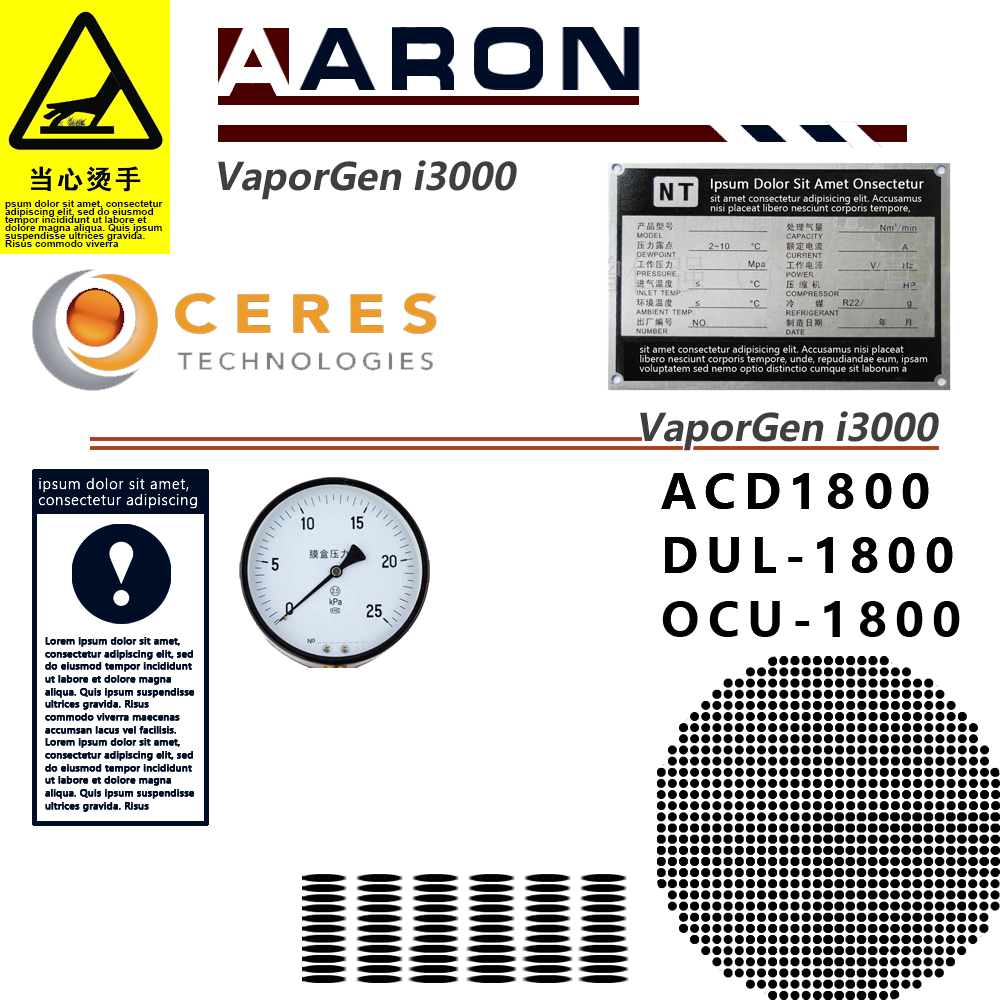 AARON
VaporGen i3000
当心烫手
psum dolor sit amet, consectetur
adipiscing elit, sed do eiusmod
tempor incididunt ut labore et
dolore magna aliqua. Quis ipsum
suspendisse ultrices gravida.
Risus commodo viverra
NT
Ipsum Dolor Sit Amet Onsectetur
sit amet consectetur adipisicing elit. Accusamus
nisi placeat libero nesciunt corporis tempore,
产品型号
MODEL
压力露点 2~10 °C
DEWPOINT
工作压力 Mpa
PRESSURE
进气温度 ≤ °C
INLET TEMP.
环境温度 ≤ °C
AMBIENT TEMP.
出厂编号 NO.
NUMBER
处理气量 Nm³/min
CAPACITY
额定电流 A
CURRENT
工作电源 V/ Hz
POWER
压缩机 HP
COMPRESSOR
冷媒 R22/ g
REFRIGERANT
制造日期 年 月
DATE
sit amet consectetur adipisicing elit. Accusamus nisi placeat
libero nesciunt corporis tempore, unde, repudiandae eum, ipsam
voluptatem sed nemo optio distinctio cumque sit laborum a
CERES
TECHNOLOGIES
VaporGen i3000
ipsum dolor sit amet,
consectetur adipiscing
!
Lorem ipsum dolor sit amet,
consectetur adipiscing elit, sed
do eiusmod tempor incididunt
ut labore et dolore magna
aliqua. Quis ipsum suspendisse
ultrices gravida. Risus
commodo viverra maecenas
accumsan lacus vel facilisis.
Lorem ipsum dolor sit amet,
consectetur adipiscing elit, sed
do eiusmod tempor incididunt
ut labore et dolore magna
aliqua. Quis ipsum suspendisse
ultrices gravida. Risus
10 15
膜盒压力
5 20
2.5
kPa
0 25
Nº
ACD1800
DUL-1800
OCU-1800